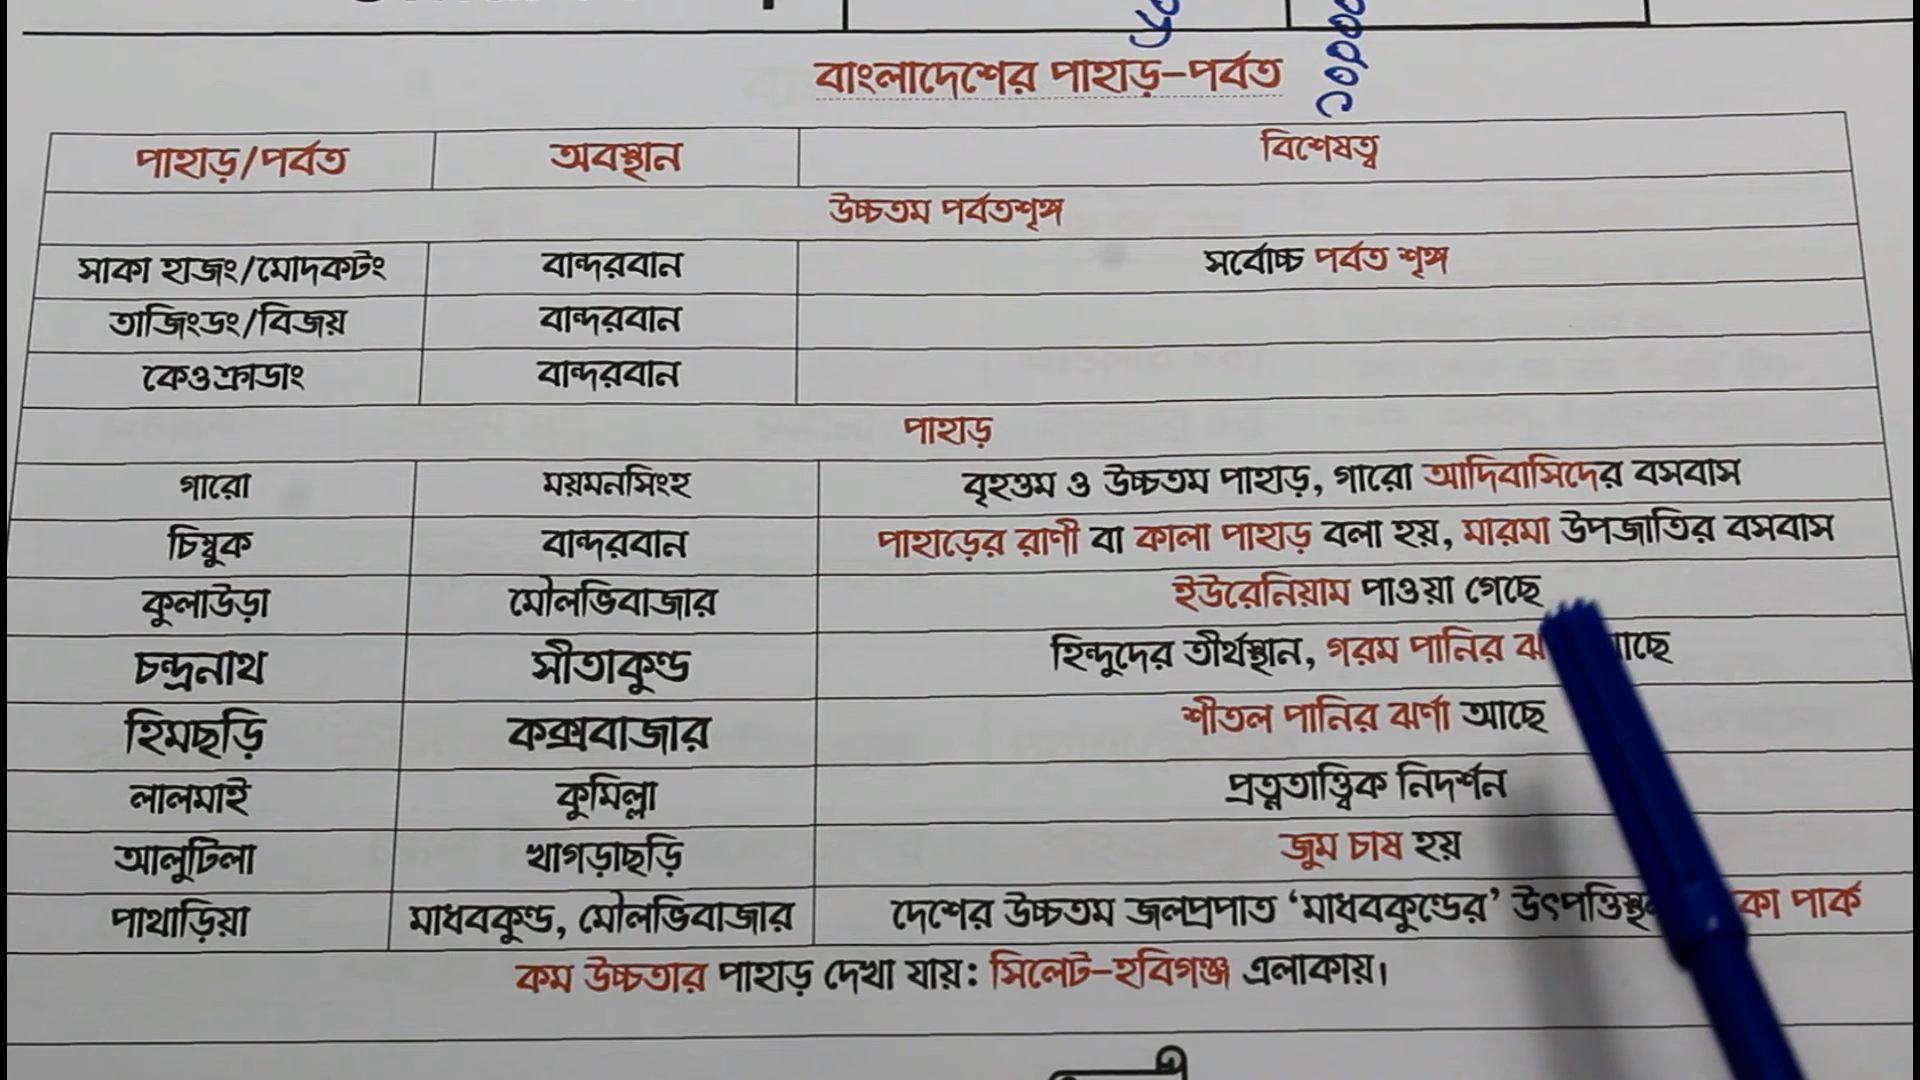 বাংলাদেশের পাহাড়-পর্বত
পাহাড়/পর্বত অবস্থান বিশেষত্ব
উচ্চতম পর্বতশৃঙ্গ
সাকা হাজং/মোদকটং বান্দরবান সর্বোচ্চ পর্বত শৃঙ্গ
তাজিংডং/বিজয় বান্দরবান
কেওক্রাডাং বান্দরবান
পাহাড়
গারো ময়মনসিংহ বৃহত্তম ও উচ্চতম পাহাড়, গারো আদিবাসিদের বসবাস
চিম্বুক বান্দরবান পাহাড়ের রাণী বা কালা পাহাড় বলা হয়, মারমা উপজাতির বসবাস
কুলাউড়া মৌলভিবাজার ইউরেনিয়াম পাওয়া গেছে
চন্দ্রনাথ সীতাকুন্ড হিন্দুদের তীর্থস্থান, গরম পানির
হিমছড়ি কক্সবাজার শীতল পানির ঝর্ণা আছে
লালমাই কুমিল্লা প্রত্নতাত্ত্বিক নিদর্শন
আলুটিলা খাগড়াছড়ি জুম চাষ হয়
পাথাড়িয়া মাধবকুন্ড, মৌলভিবাজার দেশের উচ্চতম জলপ্রপাত ‘মাধবকুন্ডের’ পার্ক
কম উচ্চতার পাহাড় দেখা যায়: সিলেট-হবিগঞ্জ এলাকায়।